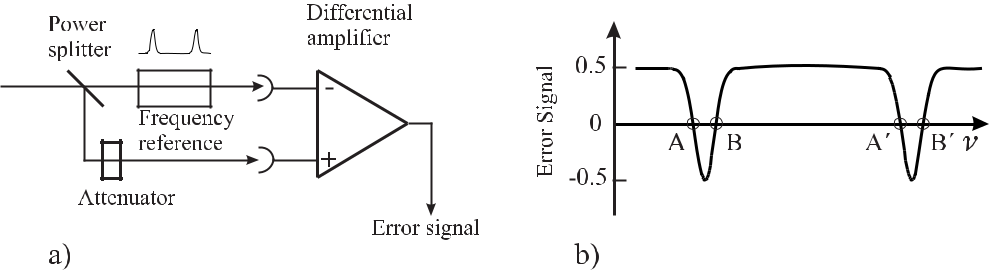 Power
splitter
Differential
amplifier
-
+
Frequency
reference
Attenuator
Error signal
a)
Error Signal
0.5
0
-0.5
A
B
A´
B´
ν
b)